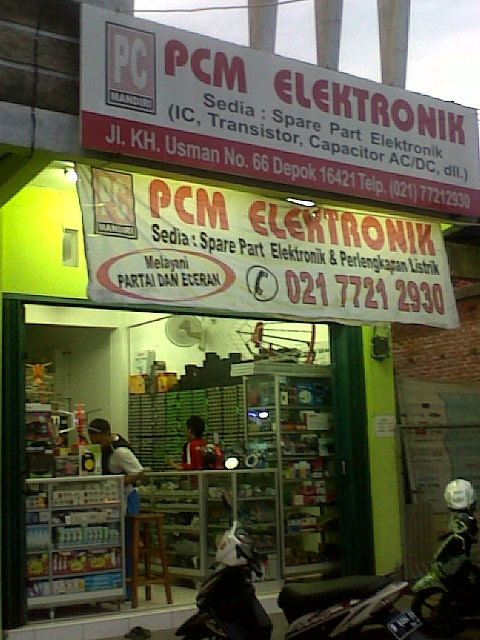 PC
MANDIRI
PCM ELEKTRONIK
Sedia : Spare Part Elektronik
(IC, Transistor, Capacitor AC/DC, dll.)
Jl. KH. Usman No. 66 Depok 16421 Telp. (021) 77212930
MANDIRI
PCM ELEKTRONIK
Sedia : Spare Part Elektronik & Perlengkapan Listrik
Melayani
PARTAI DAN ECERAN
021 7721 2930